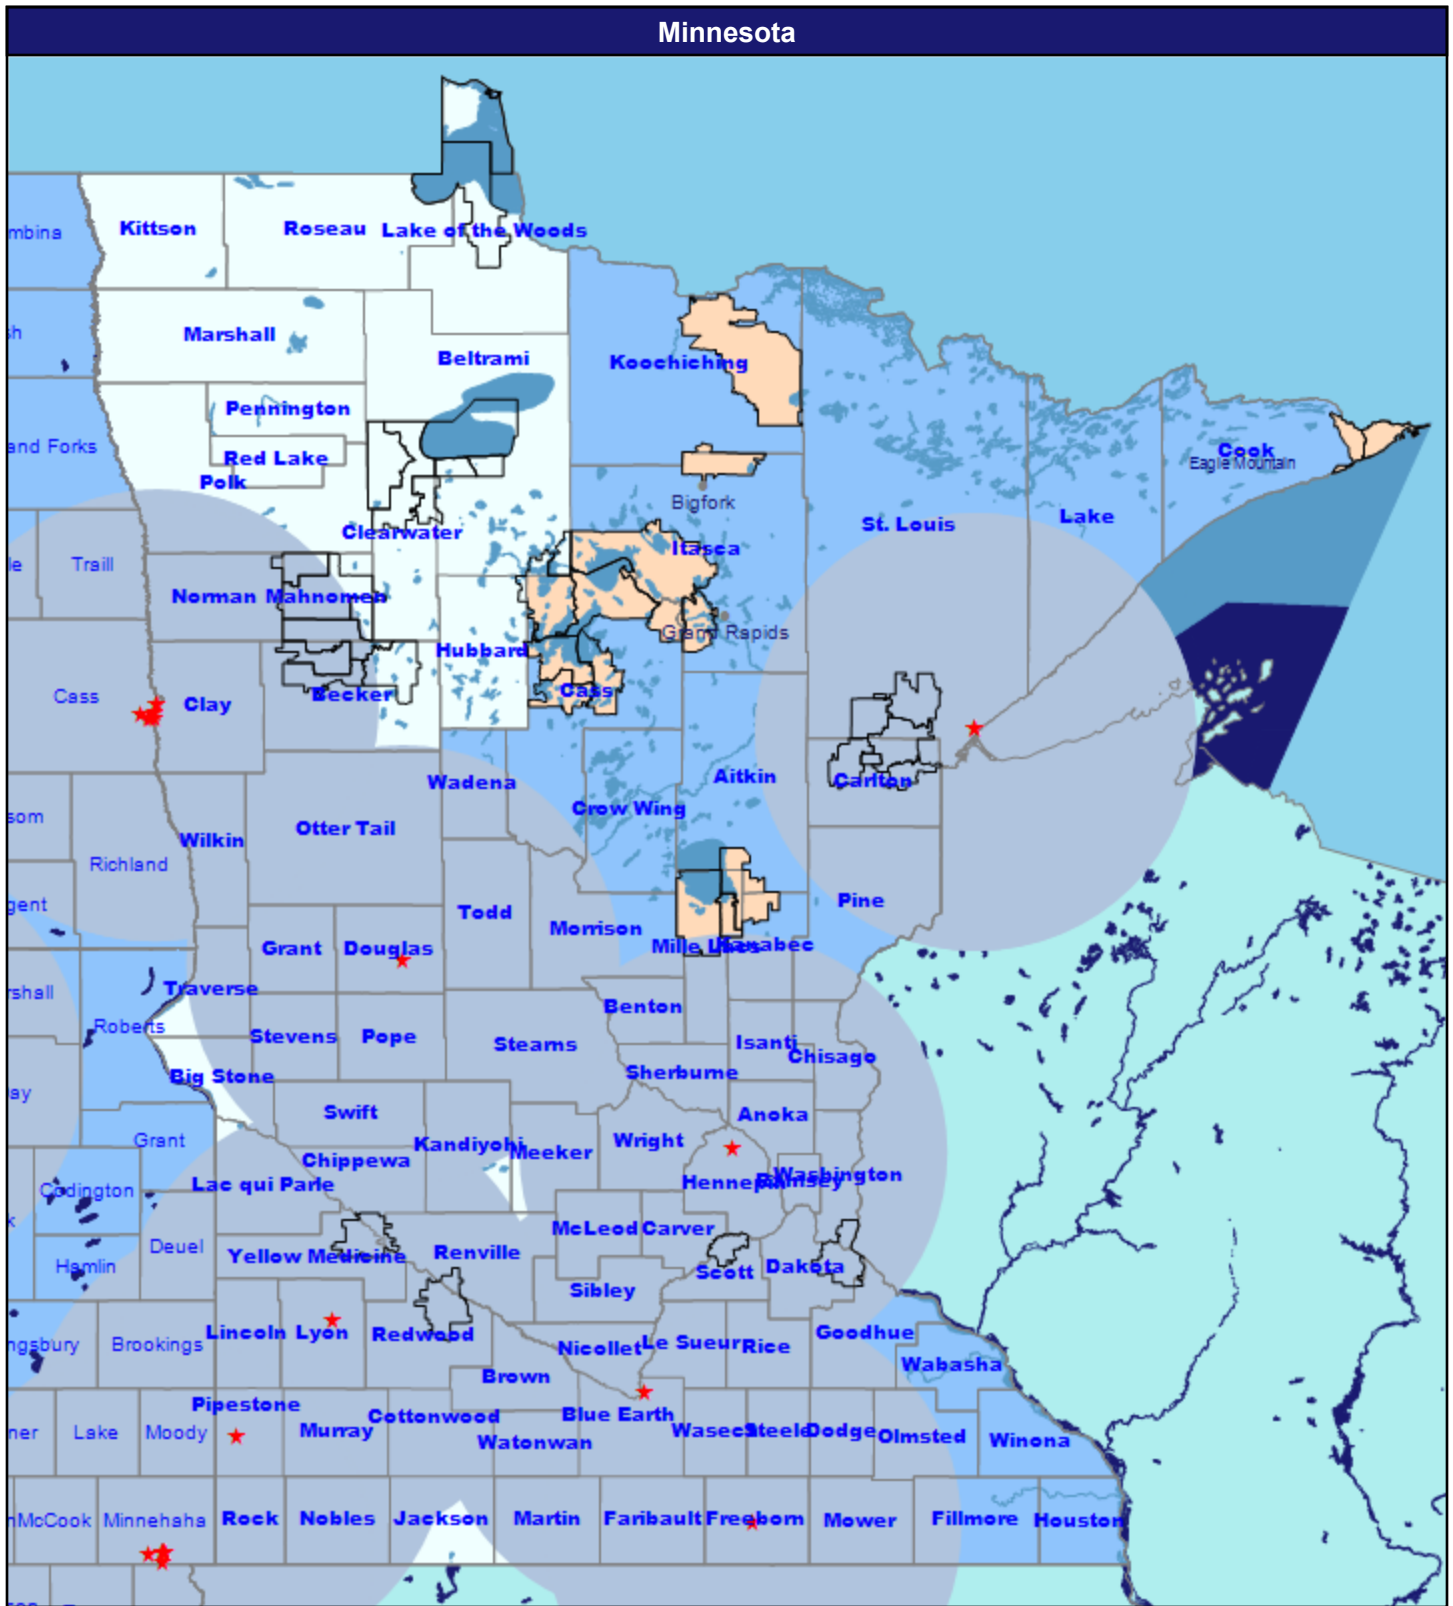 Minnesota
mbina
Kittson
Roseau
Lake of the Woods
sh
Marshall
Beltrami
Koochiching
Pennington
and Forks
Red Lake
Polk
Cook
Eagle Mountain
Bigfork
Clearwater
St. Louis
Lake
Itasca
le
Traill
Norman
Mahnomen
Grand Rapids
Hubbard
Cass
Clay
Becker
Cass
Wadena
Aitkin
Carlton
Crow Wing
som
Otter Tail
Wilkin
Richland
gent
Todd
Pine
Morrison
Grant
Douglas
Mille Lacs
Kanabec
rshall
Traverse
Roberts
Benton
Stevens
Pope
Stearns
Isanti
Chisago
Big Stone
Sherburne
ay
Swift
Anoka
Grant
Kandiyohi
Meeker
Wright
Chippewa
Codington
Lac qui Parle
Hennepin
Ramsey
Washington
k
Deuel
Yellow Medicine
Renville
McLeod
Carver
Hamlin
Scott
Dakota
Sibley
ngsbury
Brookings
Lincoln
Lyon
Redwood
Nicollet
Le Sueur
Rice
Goodhue
Wabasha
Brown
Pipestone
Cottonwood
Blue Earth
ner
Lake
Moody
Murray
Watonwan
Waseca
Steele
Dodge
Olmsted
Winona
McCook
Minnehaha
Rock
Nobles
Jackson
Martin
Faribault
Freeborn
Mower
Fillmore
Houston